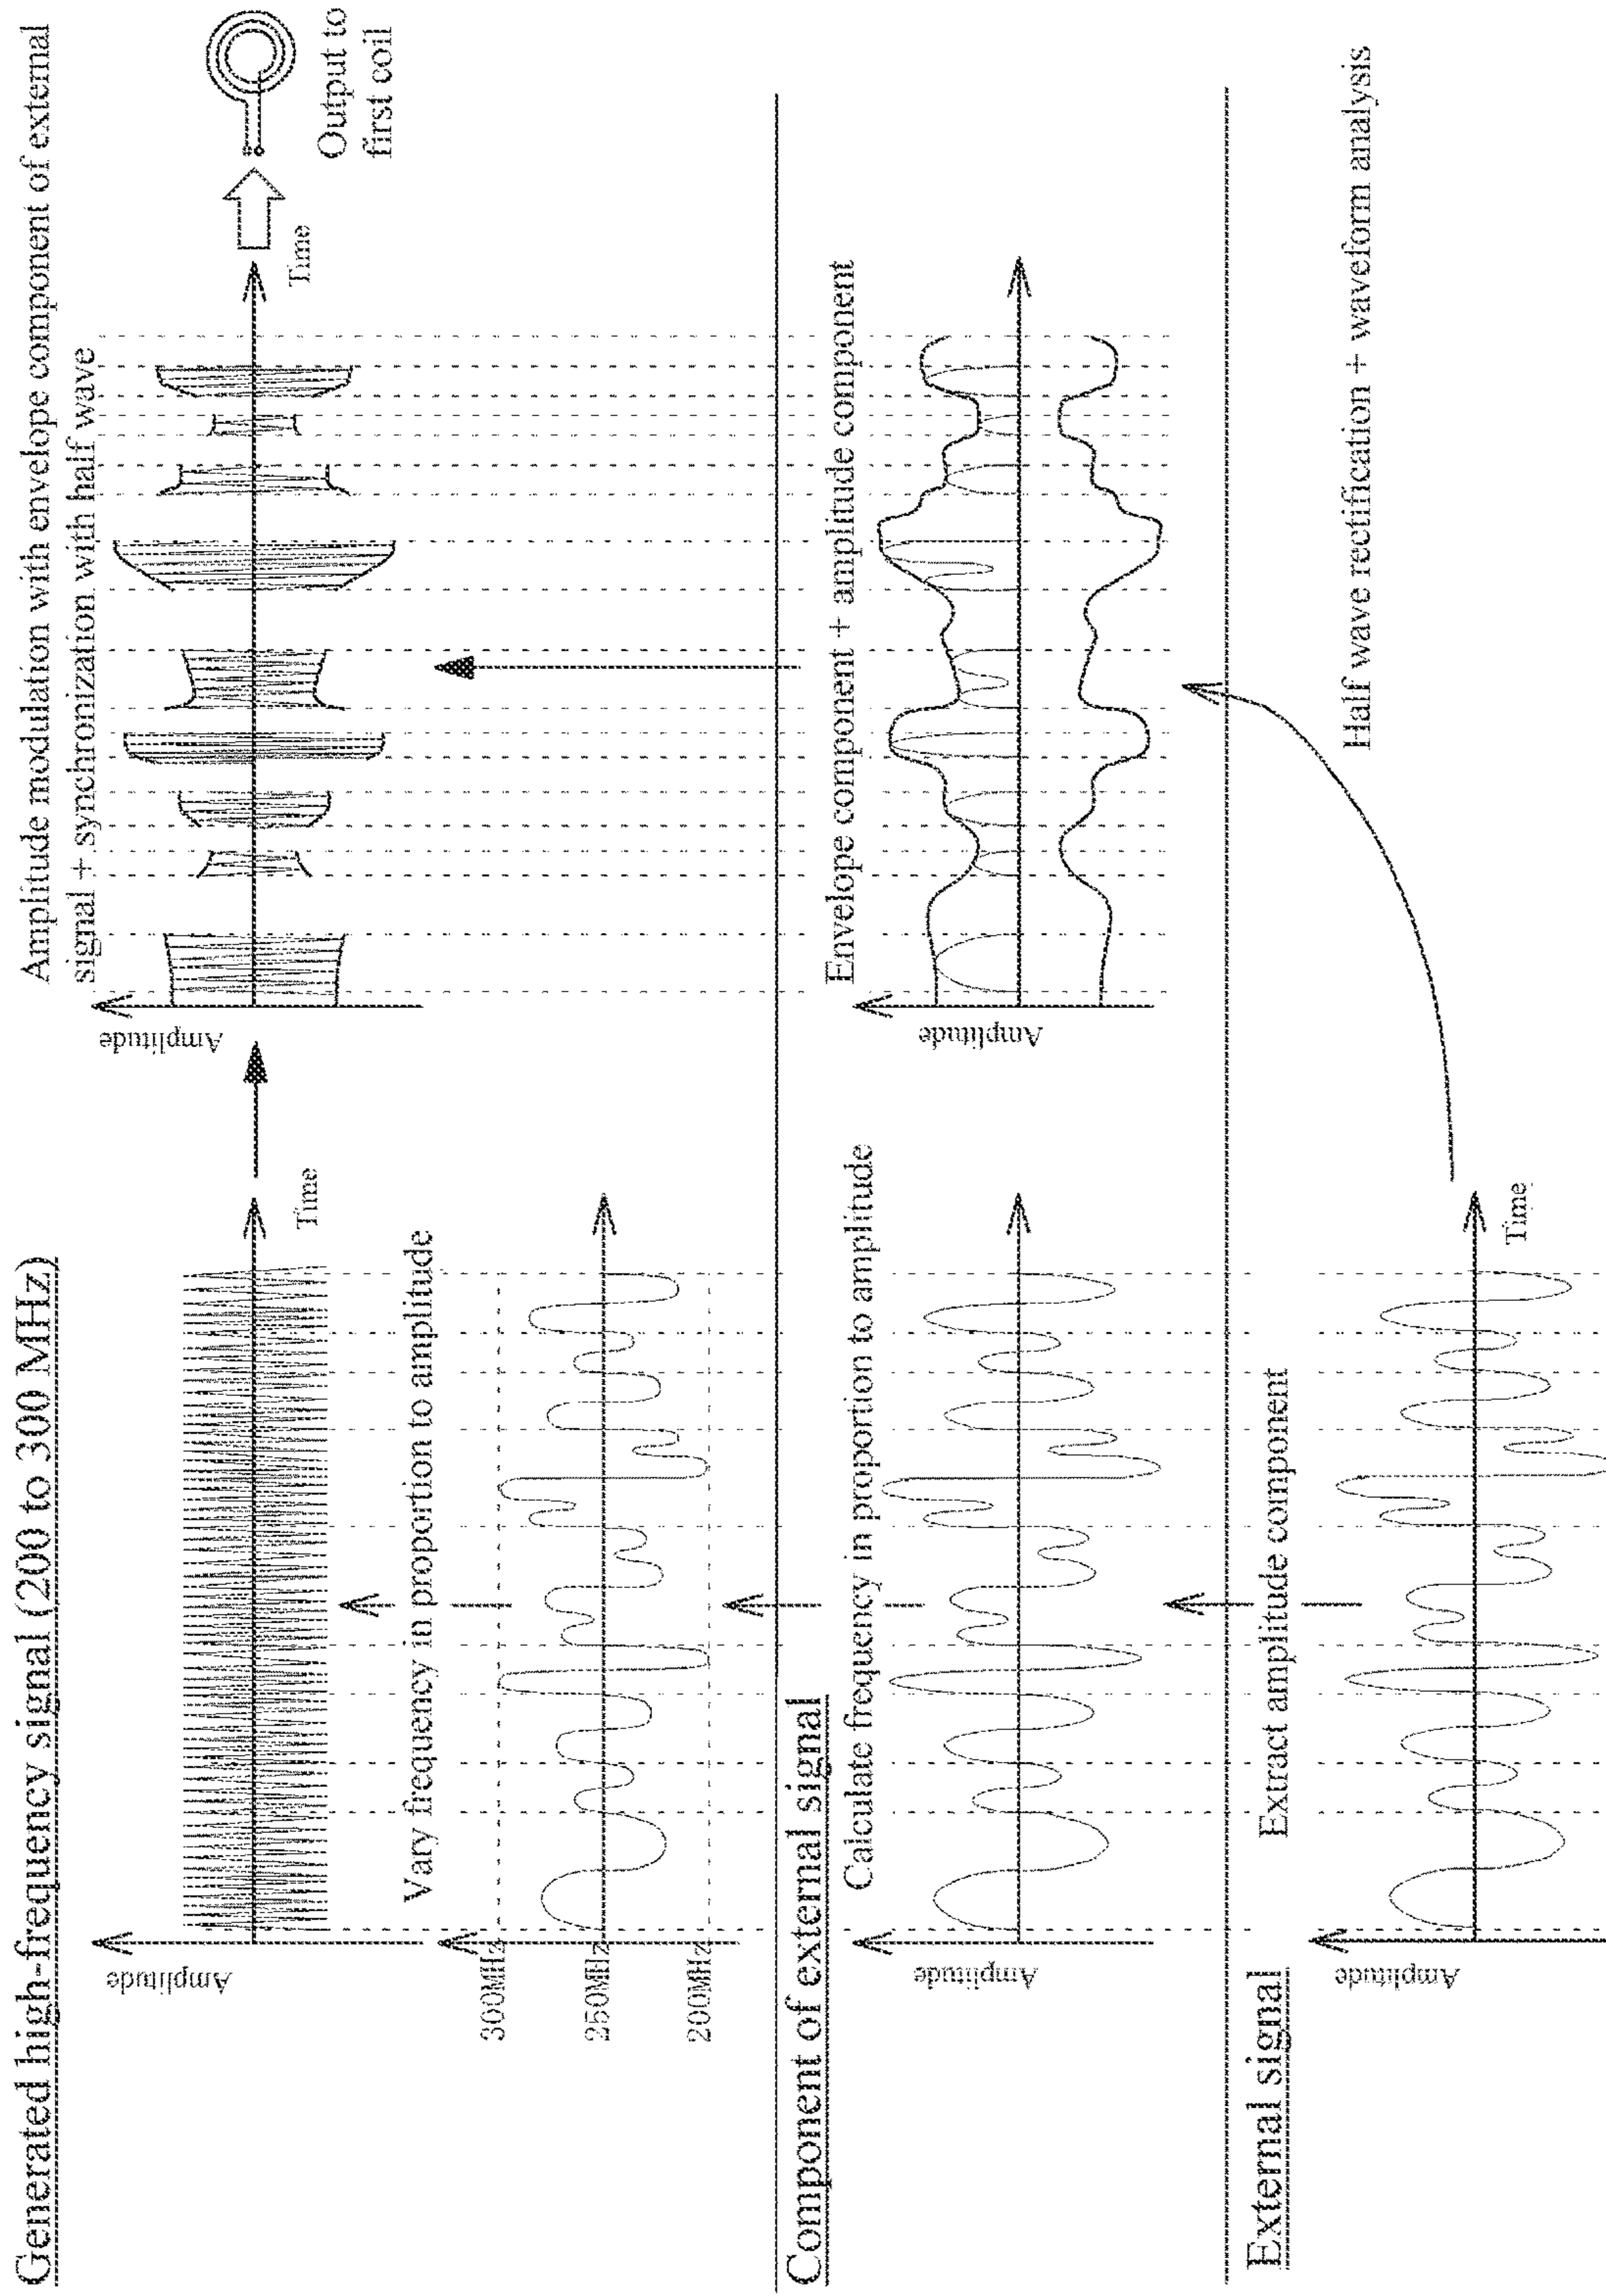 Generated high-frequency signal (200 to 300 MHz)
Amplitude
Time
Vary frequency in proportion to amplitude
300MHz
250MHz
200MHz
Amplitude modulation with envelope component of external
signal + synchronization with half wave
Amplitude
Time
Output to
first coil
Component of external signal
Calculate frequency in proportion to amplitude
Amplitude
Envelope component + amplitude component
Amplitude
External signal
Extract amplitude component
Amplitude
Time
Half wave rectification + waveform analysis